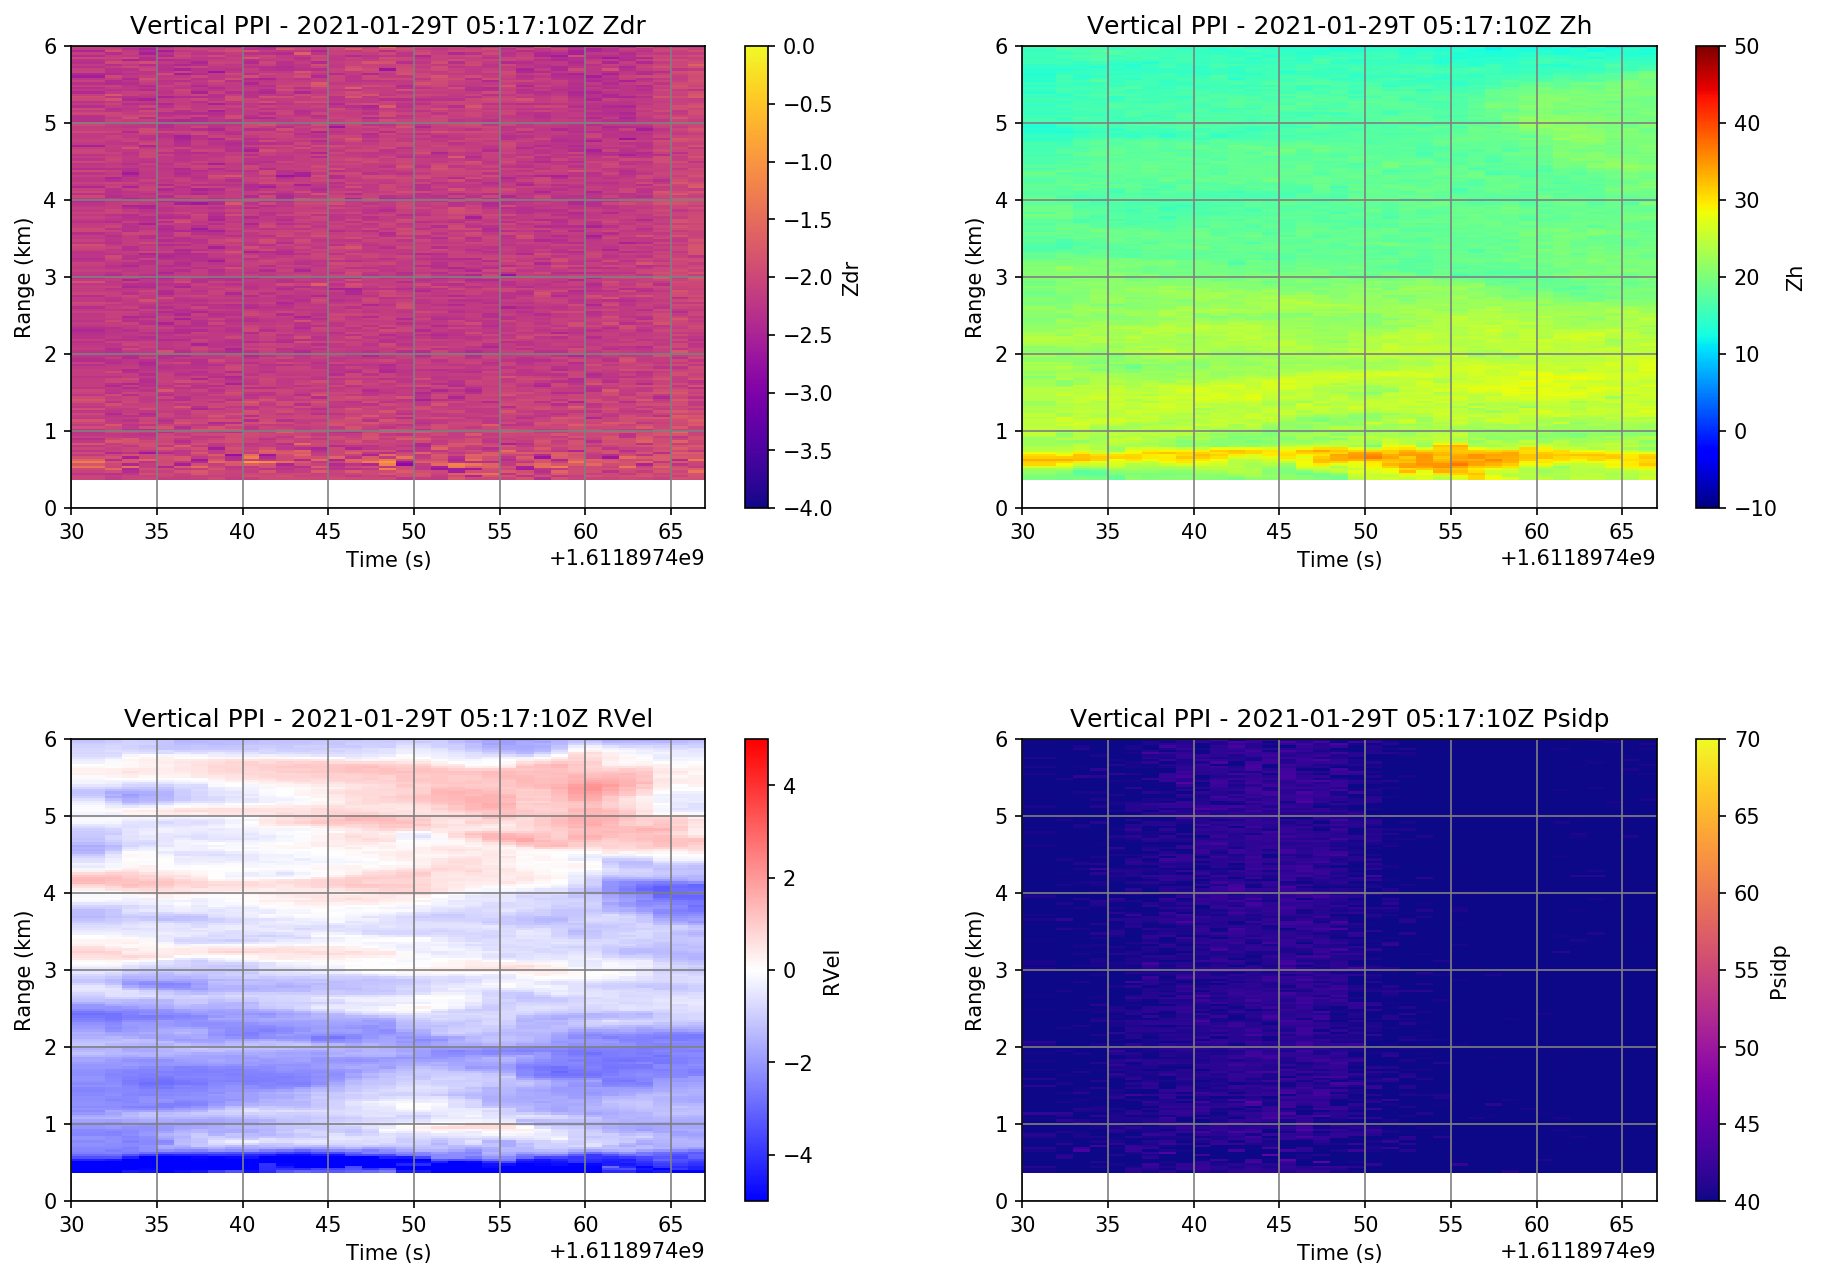 Vertical PPI - 2021-01-29T 05:17:10Z Zdr
6
5
4
3
2
1
0
Range (km)
30 35 40 45 50 55 60 65
Time (s)
+1.6118974e9
0.0
−0.5
−1.0
−1.5
−2.0
−2.5
−3.0
−3.5
−4.0
Zdr
Vertical PPI - 2021-01-29T 05:17:10Z Zh
6
5
4
3
2
1
0
Range (km)
30 35 40 45 50 55 60 65
Time (s)
+1.6118974e9
50
40
30
20
10
0
−10
Zh
Vertical PPI - 2021-01-29T 05:17:10Z RVel
6
5
4
3
2
1
0
Range (km)
30 35 40 45 50 55 60 65
Time (s)
+1.6118974e9
4
2
0
−2
−4
RVel
Vertical PPI - 2021-01-29T 05:17:10Z Psidp
6
5
4
3
2
1
0
Range (km)
30 35 40 45 50 55 60 65
Time (s)
+1.6118974e9
70
65
60
55
50
45
40
Psidp